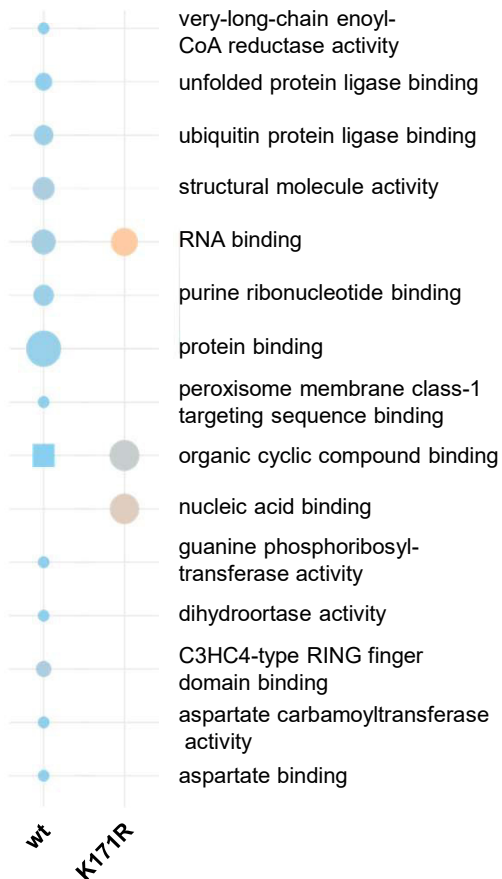 very-long-chain enoyl-
CoA reductase activity
unfolded protein ligase binding
ubiquitin protein ligase binding
structural molecule activity
RNA binding
purine ribonucleotide binding
protein binding
peroxisome membrane class-1
targeting sequence binding
organic cyclic compound binding
nucleic acid binding
guanine phosphoribosyl-
transferase activity
dihydroortase activity
C3HC4-type RING finger
domain binding
aspartate carbamoyltransferase
activity
aspartate binding
wt
K171R